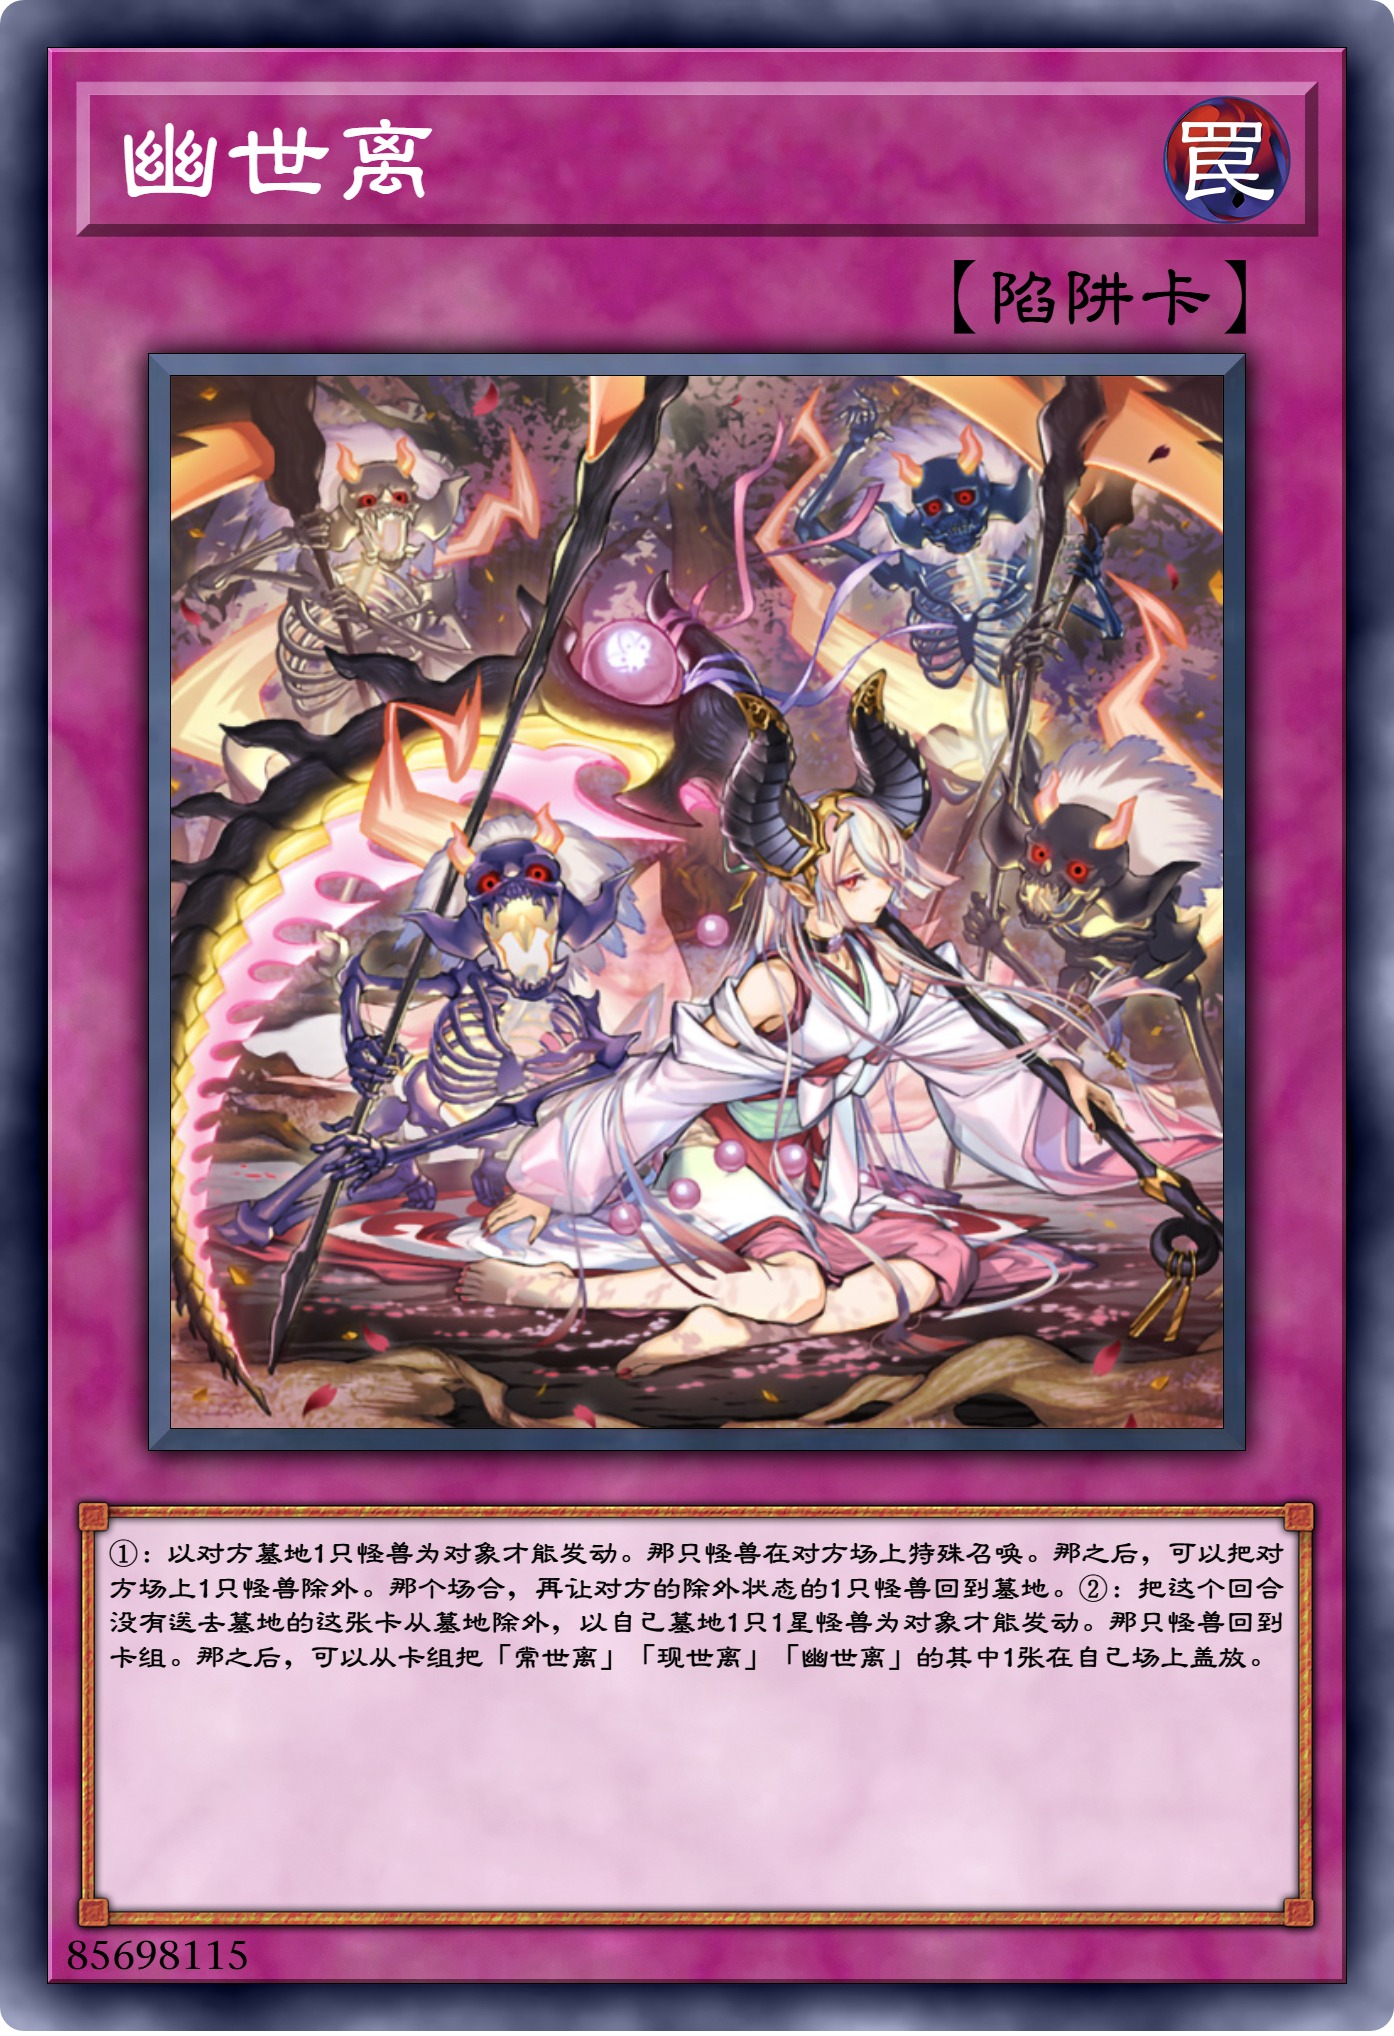 幽世离
罠
【陷阱卡】
①：以对方墓地1只怪兽为对象才能发动。那只怪兽在对方场上特殊召唤。那之后，可以把对
方场上1只怪兽除外。那个场合，再让对方的除外状态的1只怪兽回到墓地。②：把这个回合
没有送去墓地的这张卡从墓地除外，以自己墓地1只1星怪兽为对象才能发动。那只怪兽回到
卡组。那之后，可以从卡组把「常世离」「现世离」「幽世离」的其中1张在自己场上盖放。
85698115